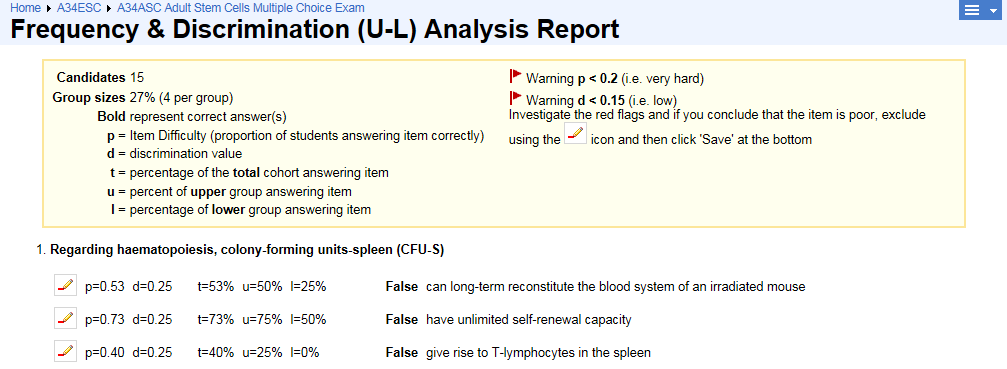 Home ▸ A34ESC ▸ A34ASC Adult Stem Cells Multiple Choice Exam
Frequency & Discrimination (U-L) Analysis Report
Candidates 15
Group sizes 27% (4 per group)
Bold represent correct answer(s)
p = Item Difficulty (proportion of students answering item correctly)
d = discrimination value
t = percentage of the total cohort answering item
u = percent of upper group answering item
l = percentage of lower group answering item
Warning p < 0.2 (i.e. very hard)
Warning d < 0.15 (i.e. low)
Investigate the red flags and if you conclude that the item is poor, exclude
using the icon and then click 'Save' at the bottom
1. Regarding haematopoiesis, colony-forming units-spleen (CFU-S)
p=0.53 d=0.25 t=53% u=50% l=25% False can long-term reconstitute the blood system of an irradiated mouse
p=0.73 d=0.25 t=73% u=75% l=50% False have unlimited self-renewal capacity
p=0.40 d=0.25 t=40% u=25% l=0% False give rise to T-lymphocytes in the spleen